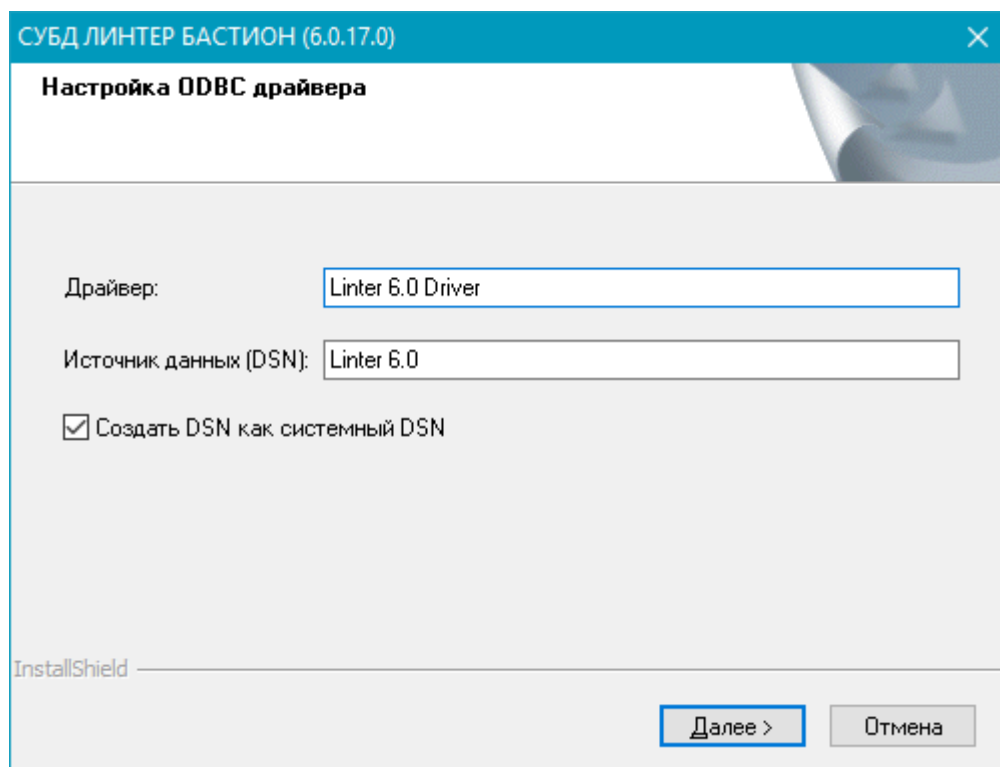 СУБД ЛИНТЕР БАСТИОН (6.0.17.0)
Настройка ODBC драйвера
Драйвер: Linter 6.0 Driver
Источник данных (DSN): Linter 6.0
Создать DSN как системный DSN
InstallShield
Далее >
Отмена